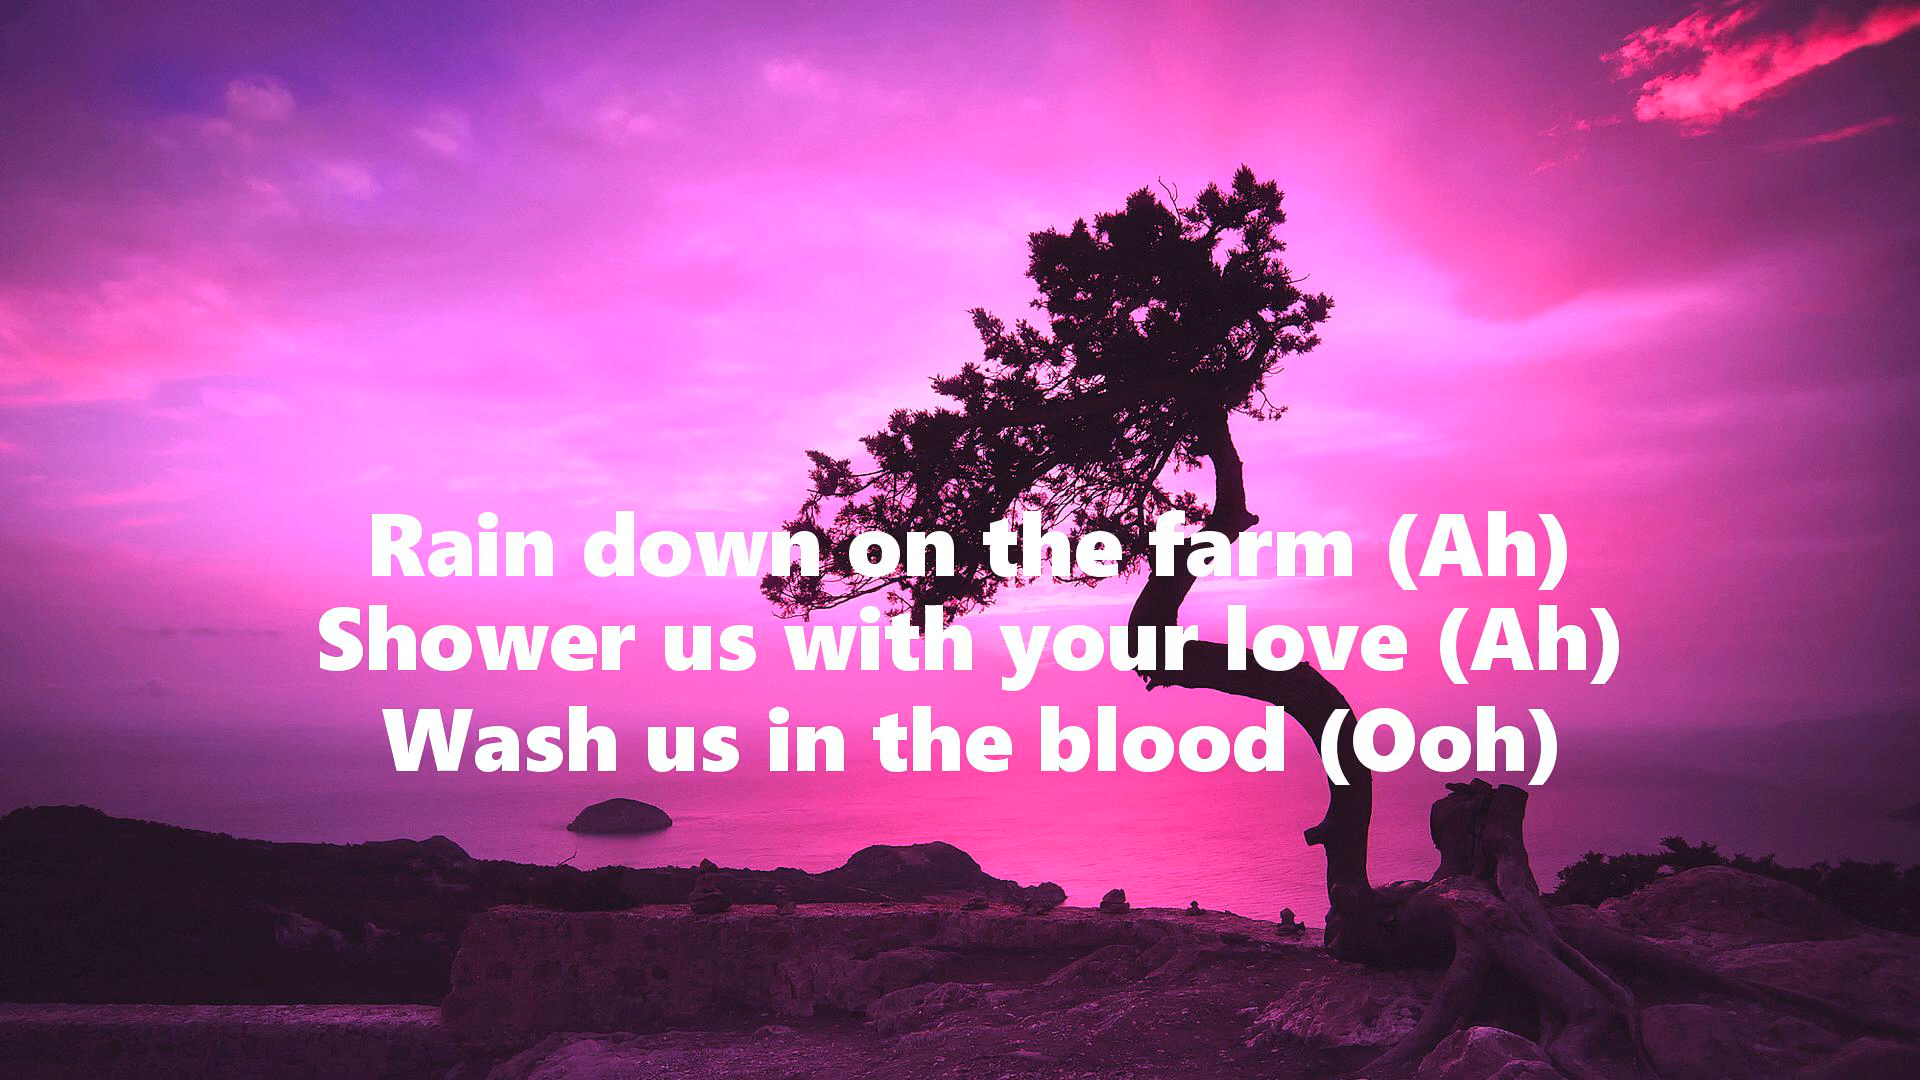 Rain down on the farm (Ah)
Shower us with your love (Ah)
Wash us in the blood (Ooh)